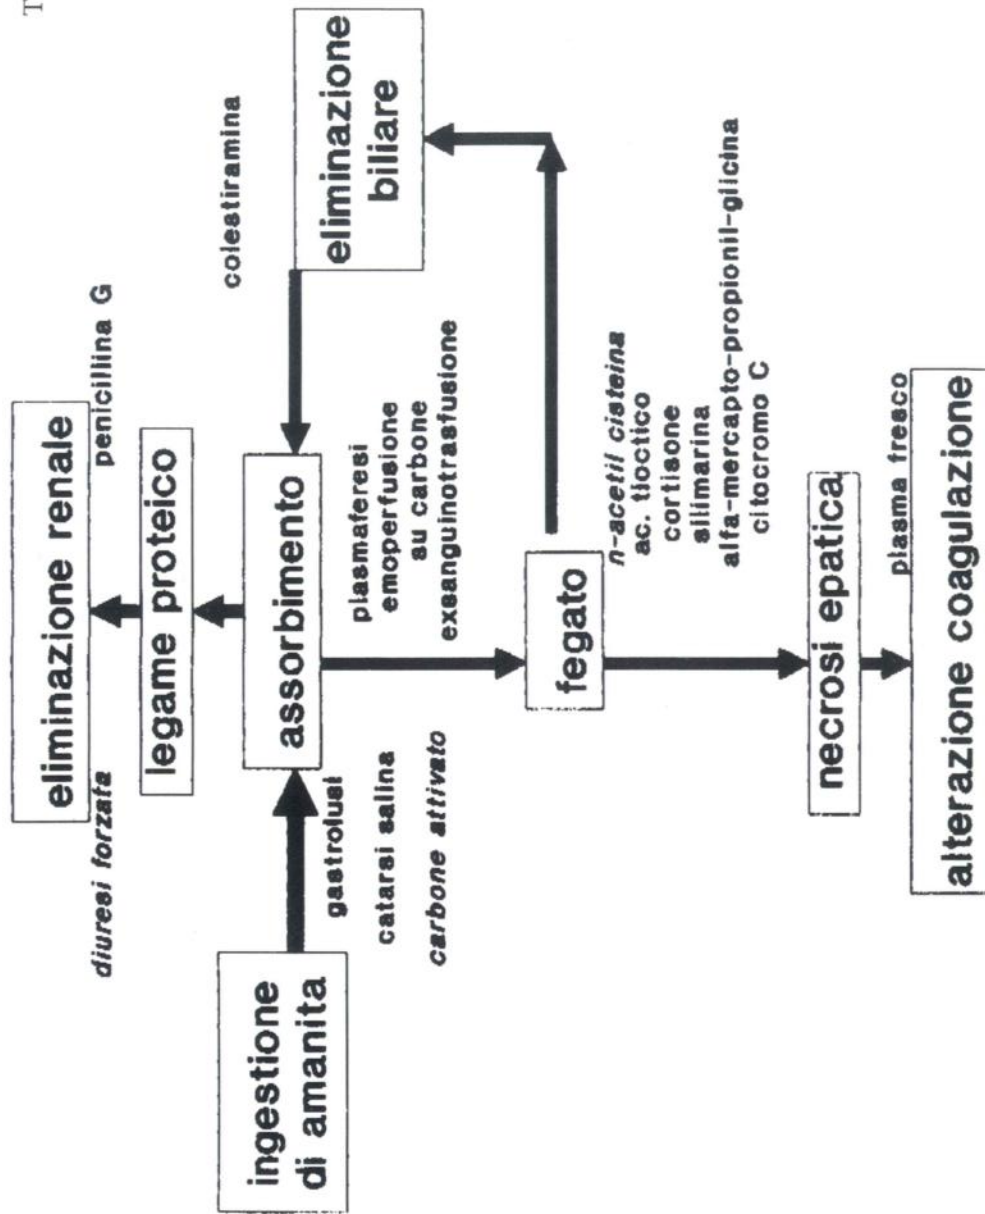 T
eliminazione renale
diuresi forzata
penicillina G
legame proteico
colestiramina
ingestione
di amanita
assorbimento
eliminazione
biliare
gastrolusi
catarsi salina
carbone attivato
plasmaferesi
emoperfusione
su carbone
exsanguinotrasfusione
fegato
n-acetil cisteina
ac. tioctico
cortisone
silimarina
alfa-mercapto-propionil-glicina
citocromo C
necrosi epatica
plasma fresco
alterazione coagulazione